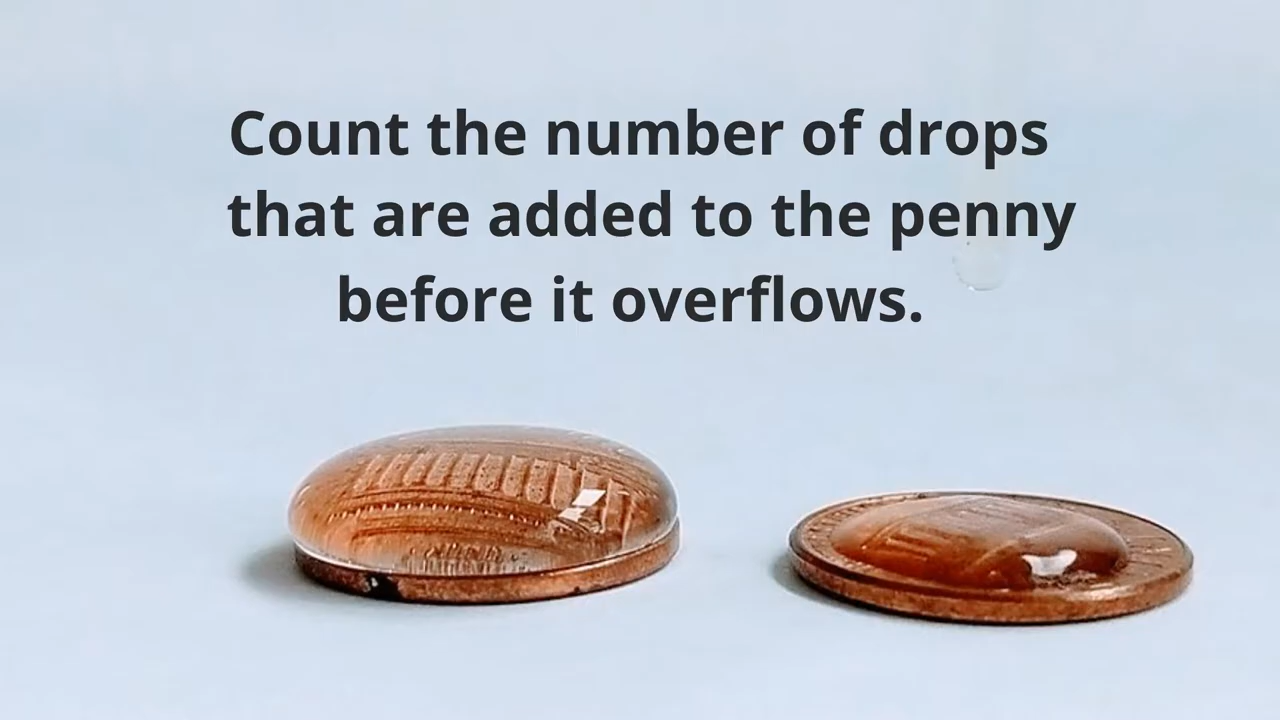 Count the number of drops
that are added to the penny
before it overflows.